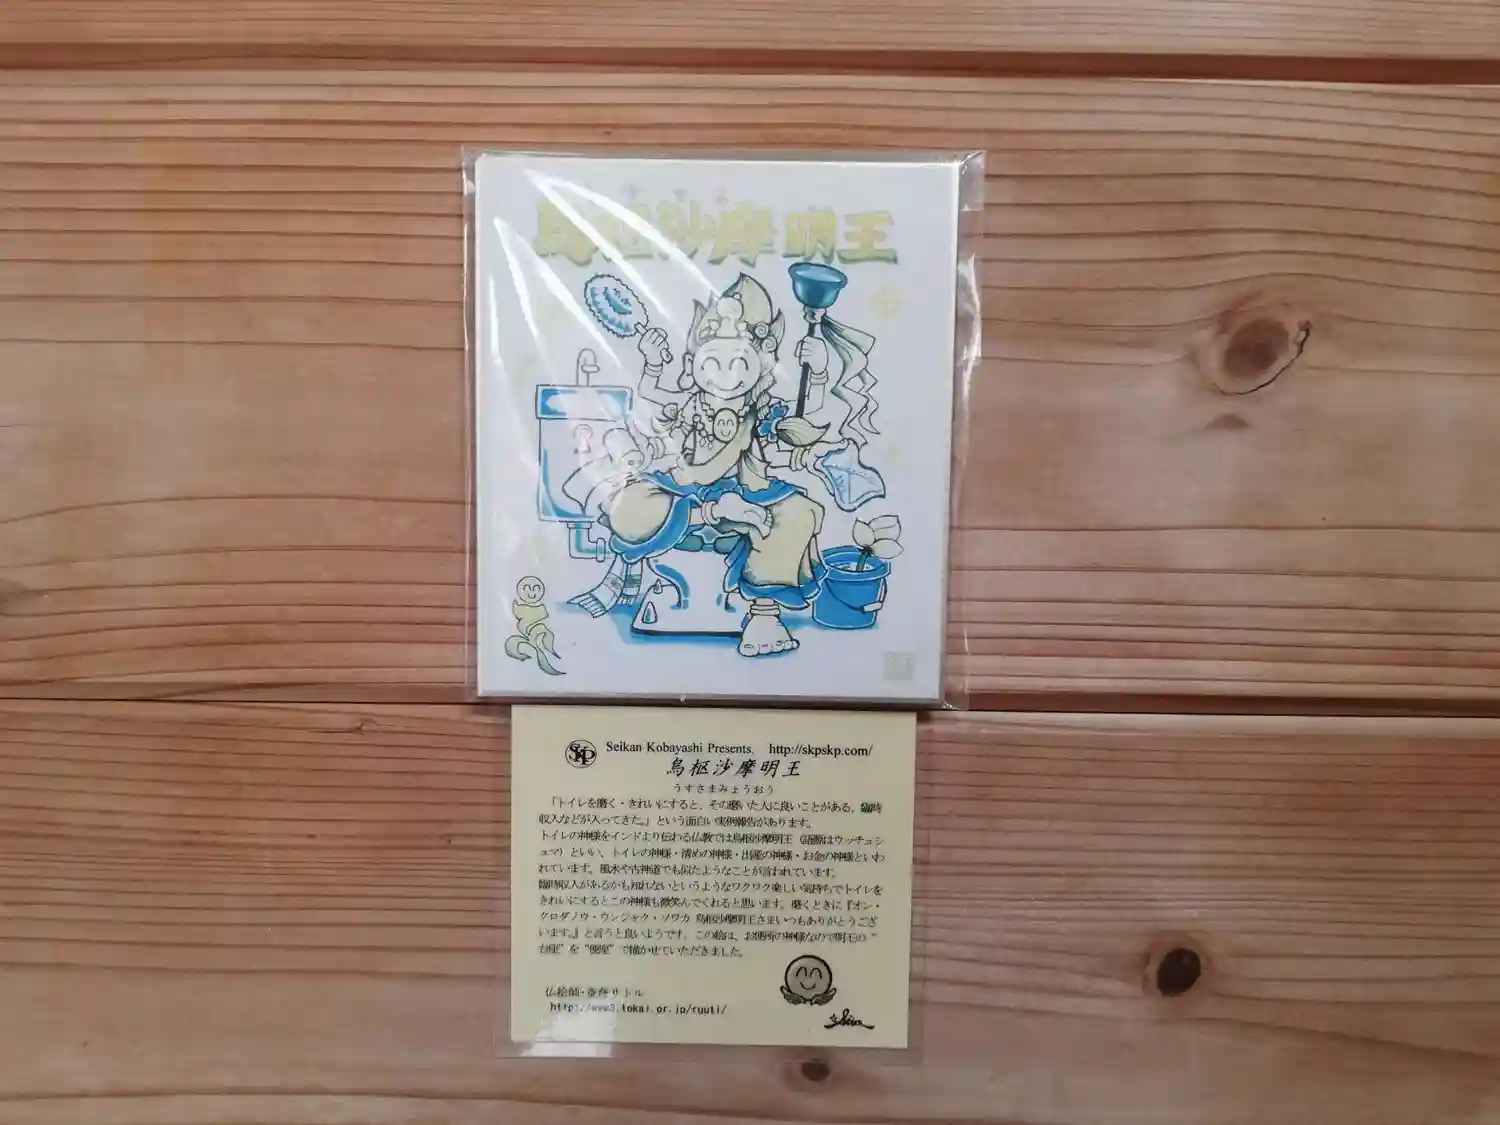 烏枢沙摩明王
SKP
Seikan Kobayashi Presents. http://skpskp.com/
烏枢沙摩明王
うすさまみょうおう
「トイレを磨く・きれいにすると、その磨いた人に良いことがある。臨時
収入などが入ってきた。」という面白い実例報告があります。
トイレの神様をインドより伝わる仏教では烏枢沙摩明王（語源はウッチュシ
ュマ）といい、トイレの神様・清めの神様・出産の神様・お金の神様といわ
れています。風水や古神道でも似たようなことが言われています。
臨時収入があるかも知れないというようなワクワク楽しい気持ちでトイレを
きれいにするとこの神様も微笑んでくれると思います。磨くときに『オン・
クロダノウ・ウンジャク・ソワカ 烏枢沙摩明王さまいつもありがとうござ
います。』と言うと良いようです。この絵は、お便所の神様なので明王の“
台座”を“便座”で描かせていただきました。
仏絵師・
http://www3.tokai.or.jp/ruuti/